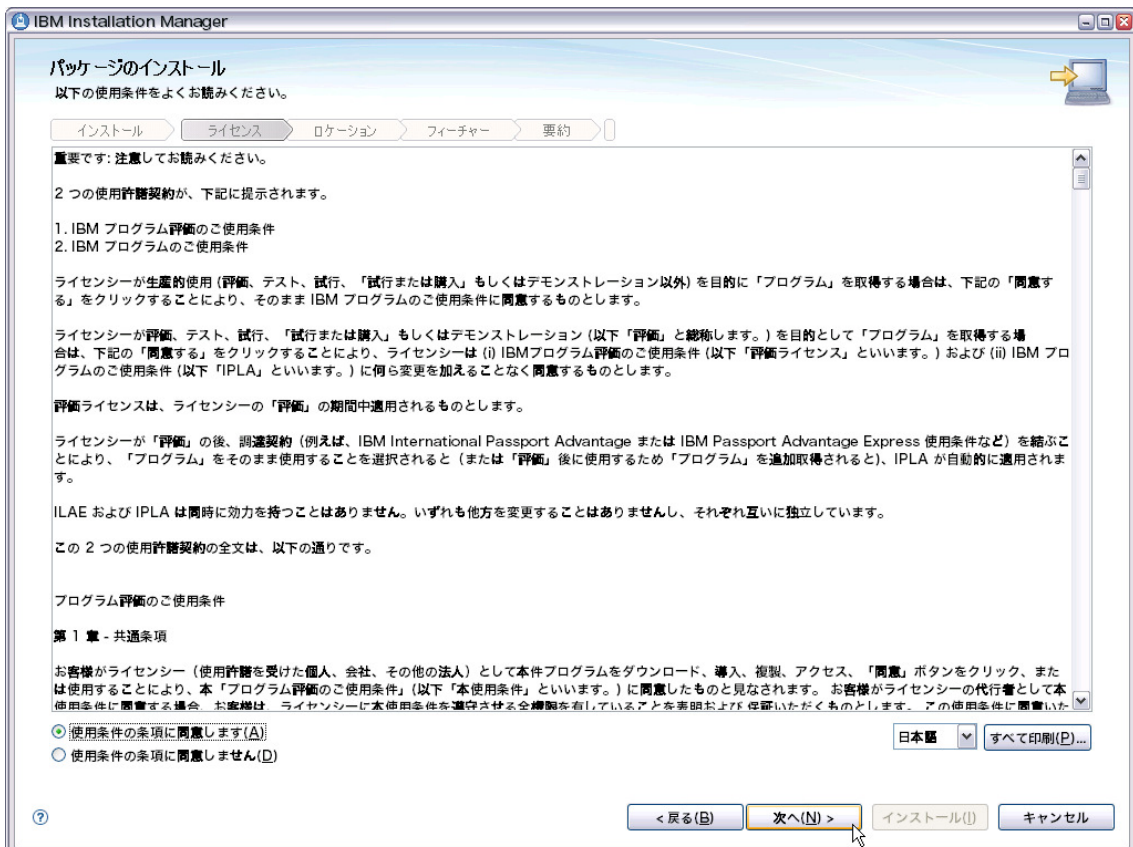 IBM Installation Manager
パッケージのインストール
以下の使用条件をよくお読みください。
インストール
ライセンス
ロケーション
フィーチャー
要約
重要です: 注意してお読みください。
2 つの使用許諾契約が、下記に提示されます。
1. IBM プログラム評価のご使用条件
2. IBM プログラムのご使用条件
ライセンシーが生産的使用 (評価、テスト、試行、「試行または購入」もしくはデモンストレーション以外) を目的に「プログラム」を取得する場合は、下記の「同意す
る」をクリックすることにより、そのまま IBM プログラムのご使用条件に同意するものとします。
ライセンシーが評価、テスト、試行、「試行または購入」もしくはデモンストレーション (以下「評価」と総称します。) を目的として「プログラム」を取得する場
合は、下記の「同意する」をクリックすることにより、ライセンシーは (i) IBMプログラム評価のご使用条件 (以下「評価ライセンス」といいます。) および (ii) IBM プロ
グラムのご使用条件 (以下「IPLA」といいます。) に何ら変更を加えることなく同意するものとします。
評価ライセンスは、ライセンシーの「評価」の期間中適用されるものとします。
ライセンシーが「評価」の後、調達契約（例えば、IBM International Passport Advantage または IBM Passport Advantage Express 使用条件など）を結ぶこ
とにより、「プログラム」をそのまま使用することを選択されると（または「評価」後に使用するため「プログラム」を追加取得されると)、IPLA が自動的に適用されま
す。
ILAE および IPLA は同時に効力を持つことはありません。いずれも他方を変更することはありませんし、それぞれ互いに独立しています。
この 2 つの使用許諾契約の全文は、以下の通りです。
プログラム評価のご使用条件
第 1 章 - 共通条項
お客様がライセンシー（使用許諾を受けた個人、会社、その他の法人）として本件プログラムをダウンロード、導入、複製、アクセス、「同意」ボタンをクリック、また
は使用することにより、本「プログラム評価のご使用条件」(以下「本使用条件」といいます。) に同意したものと見なされます。 お客様がライセンシーの代行者として本
使用条件に同意する場合、お客様は、ライセンシーに本使用条件を遵守させる全権限を有していることを表明および 保証いただくものとします。 この使用条件に同意いた
使用条件の条項に同意します(A)
日本語
すべて印刷(P)...
使用条件の条項に同意しません(D)
< 戻る(B)
次へ(N) >
インストール(I)
キャンセル